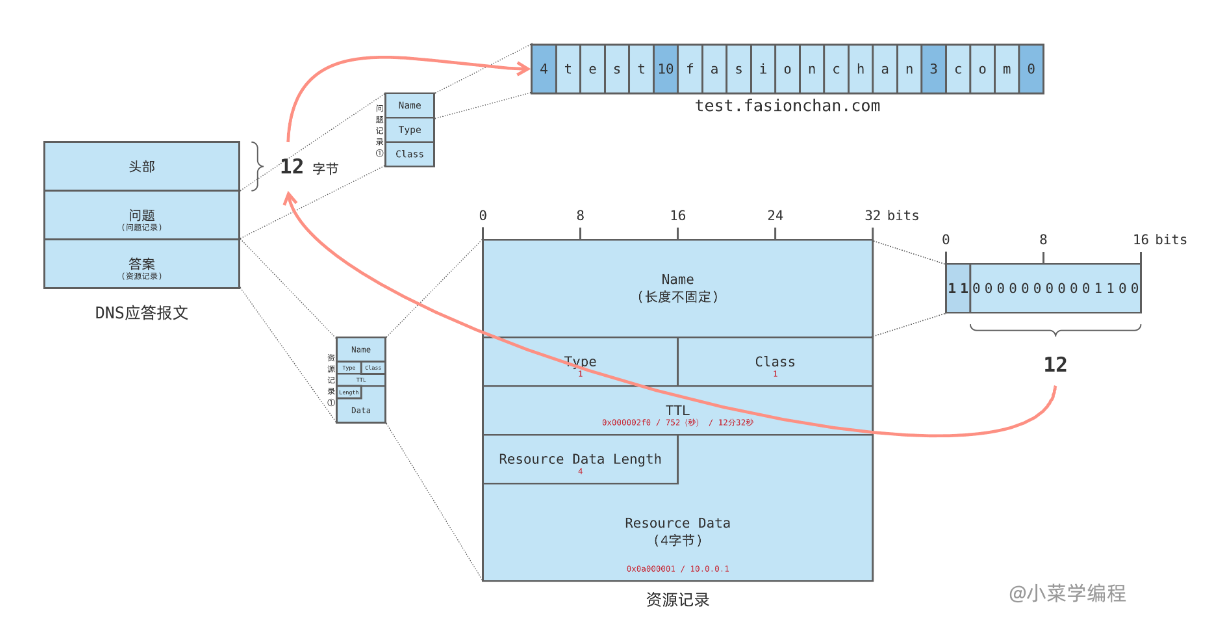 4 t e s t 10 f a s i o n c h a n 3 c o m 0
test.fasionchan.com
问题记录①
Name
Type
Class
头部
12 字节
问题
(问题记录)
答案
(资源记录)
DNS应答报文
资源记录①
Name
Type Class
TTL
Length
Data
0 8 16 24 32 bits
Name
(长度不固定)
Type
1
Class
1
TTL
0x000002f0 / 752 (秒) / 12分32秒
Resource Data Length
4
Resource Data
(4字节)
0x0a000001 / 10.0.0.1
资源记录
0 8 16 bits
1 1 0 0 0 0 0 0 0 0 0 0 1 1 0 0
12
@小菜学编程